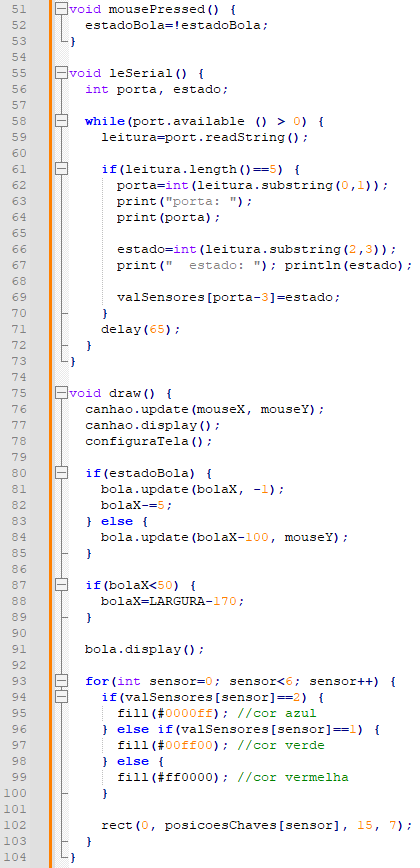 51 void mousePressed() {
52 estadoBola=!estadoBola;
53 }
54
55 void leSerial() {
56 int porta, estado;
57
58 while(port.available () > 0) {
59 leitura=port.readString();
60
61 if(leitura.length()==5) {
62 porta=int(leitura.substring(0,1));
63 print("porta: ");
64 print(porta);
65
66 estado=int(leitura.substring(2,3));
67 print("  estado: "); println(estado);
68
69 valSensores[porta-3]=estado;
70 }
71 delay(65);
72 }
73 }
74
75 void draw() {
76 canhao.update(mouseX, mouseY);
77 canhao.display();
78 configuraTela();
79
80 if(estadoBola) {
81 bola.update(bolaX, -1);
82 bolaX-=5;
83 } else {
84 bola.update(bolaX-100, mouseY);
85 }
86
87 if(bolaX<50) {
88 bolaX=LARGURA-170;
89 }
90
91 bola.display();
92
93 for(int sensor=0; sensor<6; sensor++) {
94 if(valSensores[sensor]==2) {
95 fill(#0000ff); //cor azul
96 } else if(valSensores[sensor]==1) {
97 fill(#00ff00); //cor verde
98 } else {
99 fill(#ff0000); //cor vermelha
100 }
101
102 rect(0, posicoesChaves[sensor], 15, 7);
103 }
104 }